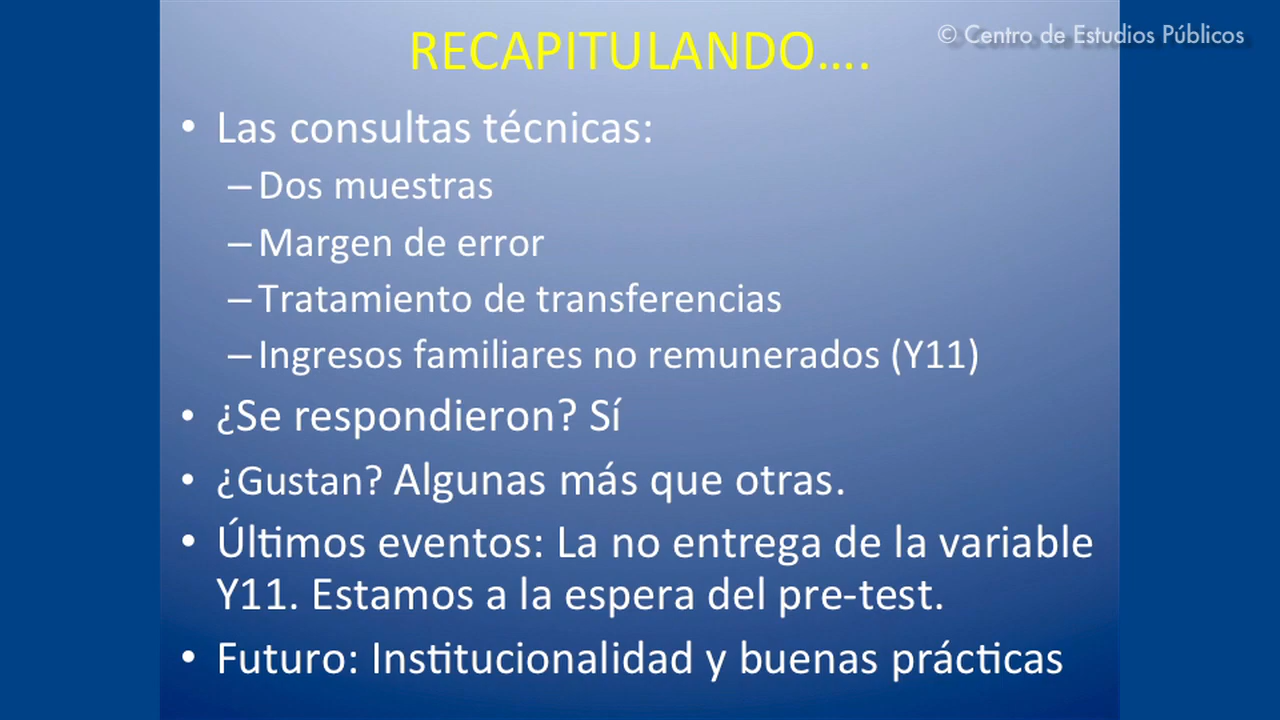 © Centro de Estudios Públicos
RECAPITULANDO....
• Las consultas técnicas:
– Dos muestras
– Margen de error
– Tratamiento de transferencias
– Ingresos familiares no remunerados (Y11)
• ¿Se respondieron? Sí
• ¿Gustan? Algunas más que otras.
• Últimos eventos: La no entrega de la variable
Y11. Estamos a la espera del pre-test.
• Futuro: Institucionalidad y buenas prácticas